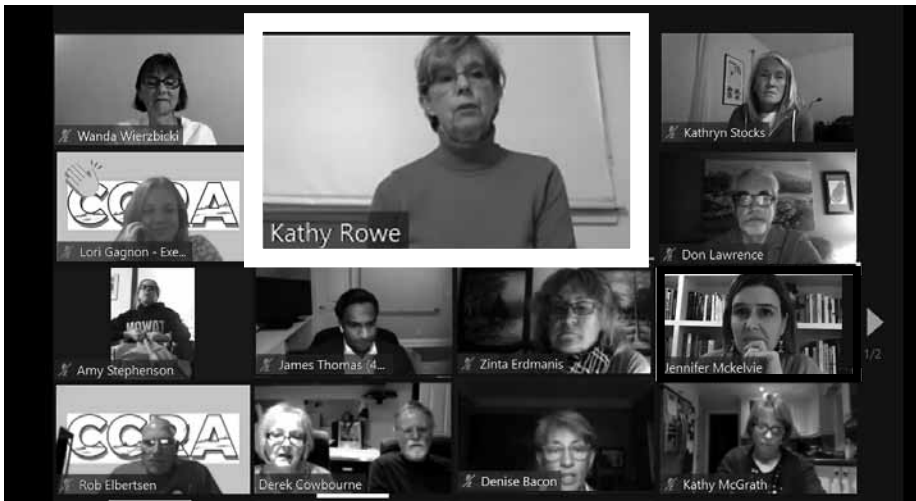 Wanda Wierzbicki
Kathy Rowe
Kathryn Stocks
CCRA
Lori Gagnon - Exe...
Don Lawrence
MOWAT
Amy Stephenson
James Thomas (4...
Zinta Erdmanis
Jennifer Mckelvie
1/2
CCRA
Rob Elbertsen
Derek Cowbourne
Denise Bacon
Kathy McGrath